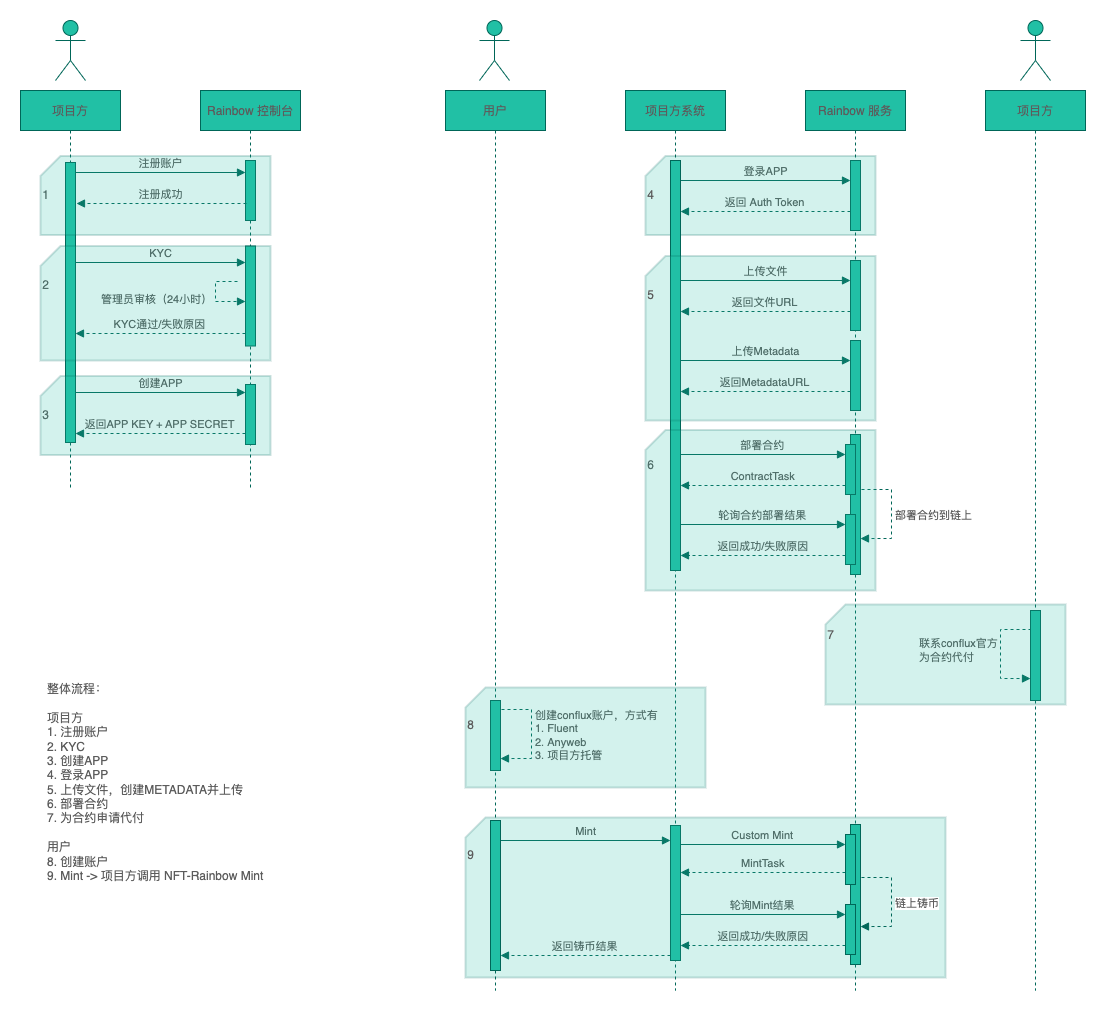 项目方
Rainbow 控制台
用户
项目方系统
Rainbow 服务
项目方
1
注册账户
注册成功
2
KYC
管理员审核（24小时）
KYC通过/失败原因
3
创建APP
返回APP KEY + APP SECRET
4
登录APP
返回 Auth Token
5
上传文件
返回文件URL
上传Metadata
返回MetadataURL
6
部署合约
ContractTask
部署合约到链上
轮询合约部署结果
返回成功/失败原因
7
联系conflux官方
为合约代付
8
创建conflux账户，方式有
1. Fluent
2. Anyweb
3. 项目方托管
9
Mint
Custom Mint
MintTask
链上铸币
轮询Mint结果
返回成功/失败原因
返回铸币结果
整体流程：
项目方
1. 注册账户
2. KYC
3. 创建APP
4. 登录APP
5. 上传文件，创建METADATA并上传
6. 部署合约
7. 为合约申请代付
用户
8. 创建账户
9. Mint -> 项目方调用 NFT-Rainbow Mint